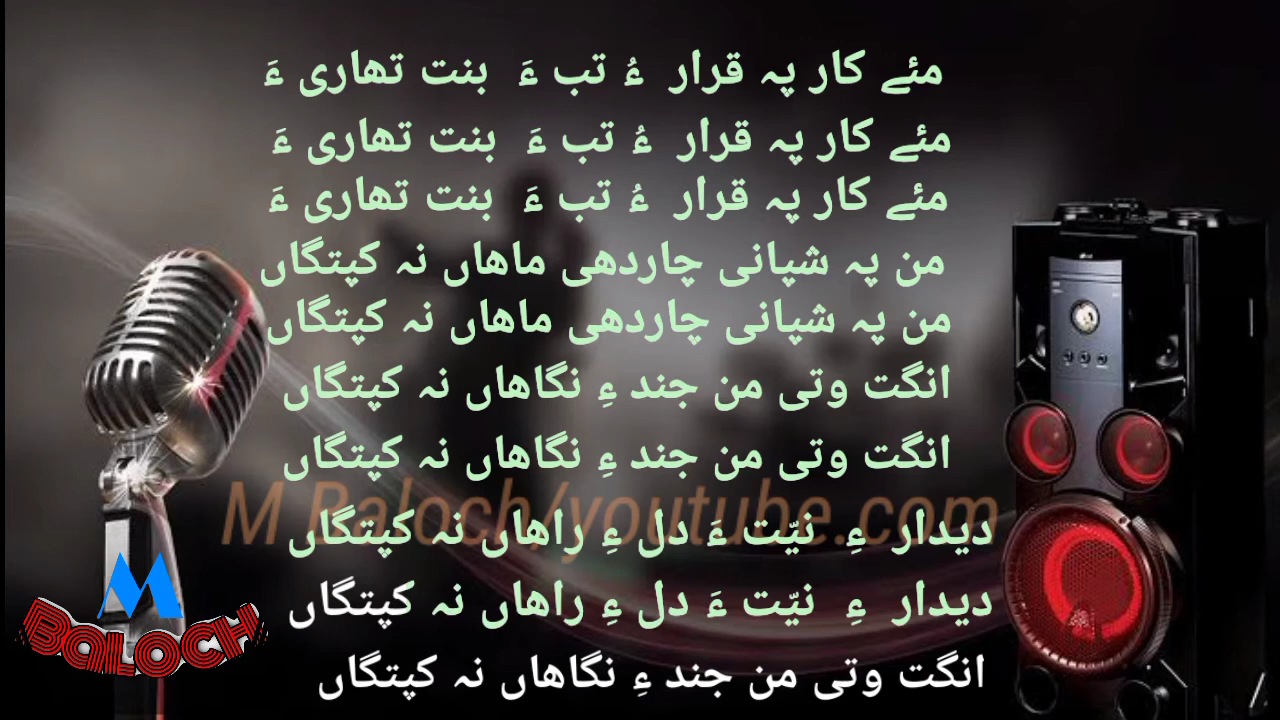 مئے کار پہ قرار ءُ تب ءَ بنت تھاری ءَ
مئے کار پہ قرار ءُ تب ءَ بنت تھاری ءَ
مئے کار پہ قرار ءُ تب ءَ بنت تھاری ءَ
من پہ شپانی چاردھی ماھاں نہ کپتگاں
من پہ شپانی چاردھی ماھاں نہ کپتگاں
انگت وتی من جند ءِ نگاھاں نہ کپتگاں
انگت وتی من جند ءِ نگاھاں نہ کپتگاں
M Baloch/youtube.com
دیدار ءِ نیّت ءَ دل ءِ راھاں نہ کپتگاں
دیدار ءِ نیّت ءَ دل ءِ راھاں نہ کپتگاں
M
BALOCH
انگت وتی من جند ءِ نگاھاں نہ کپتگاں